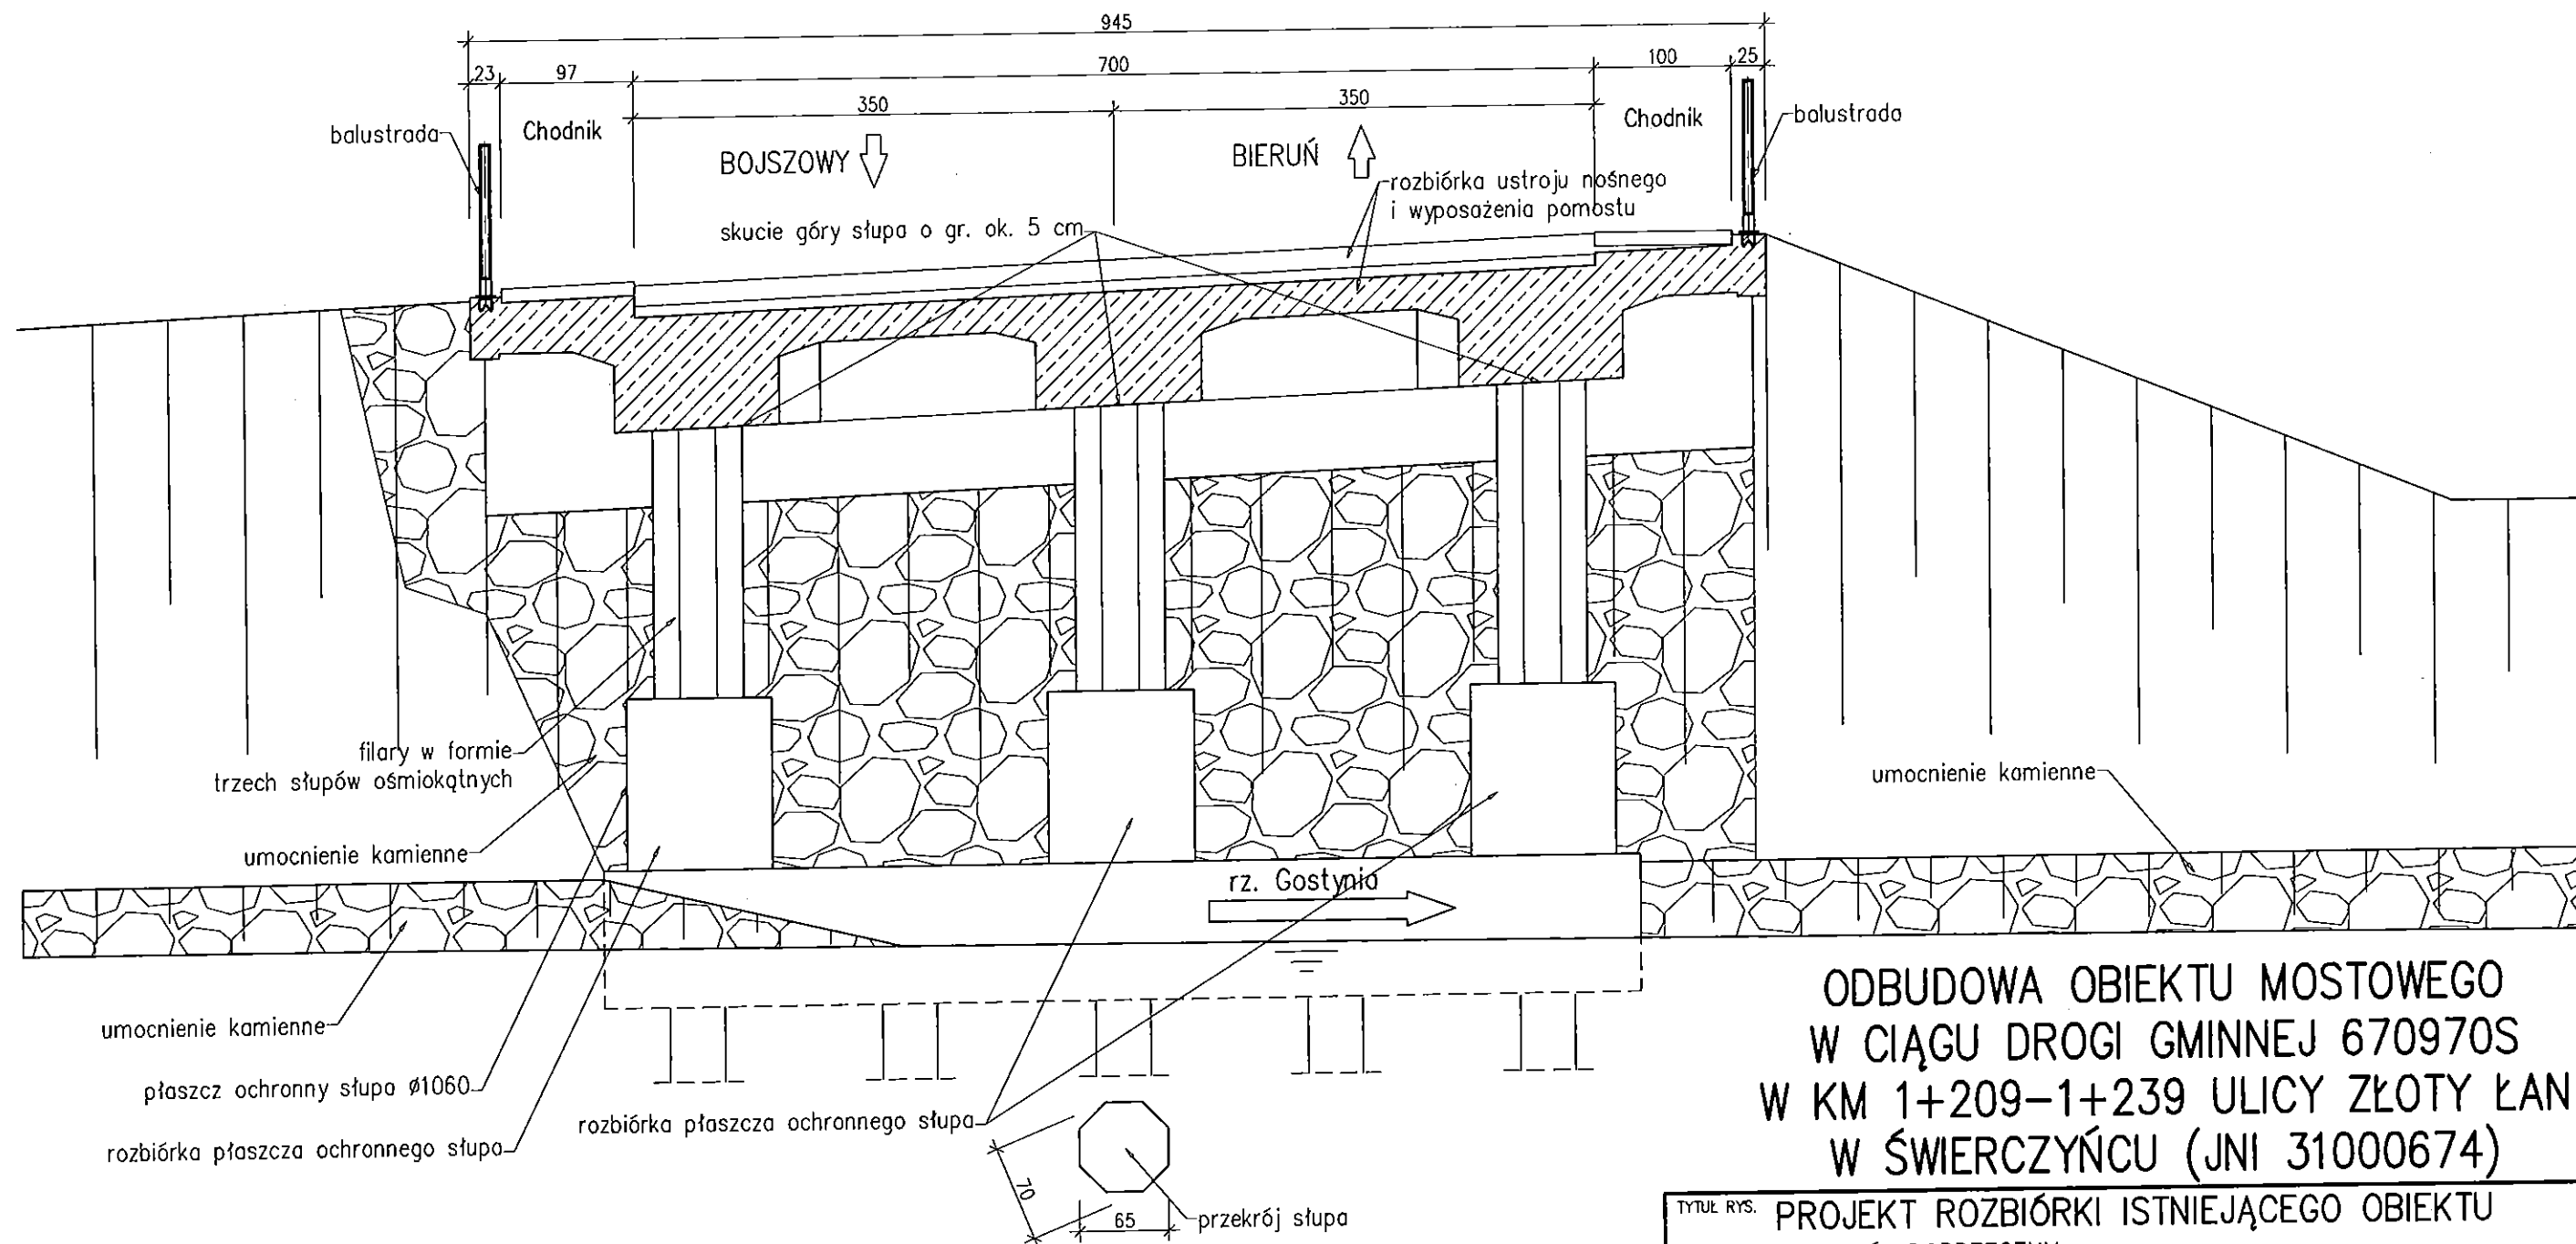 945
23
97
700
100
25
350
350
balustrada
Chodnik
Chodnik
balustrada
BOJSZOWY
BIERUŃ
rozbiórka ustroju nośnego
i wyposażenia pomostu
skucie góry słupa o gr. ok. 5 cm
filary w formie
trzech słupów ośmiokątnych
umocnienie kamienne
umocnienie kamienne
rz. Gostynia
umocnienie kamienne
płaszcz ochronny słupa ø1060
rozbiórka płaszcza ochronnego słupa
rozbiórka płaszcza ochronnego słupa
70
65
przekrój słupa
ODBUDOWA OBIEKTU MOSTOWEGO
W CIĄGU DROGI GMINNEJ 670970S
W KM 1+209-1+239 ULICY ZŁOTY ŁAN
W ŚWIERCZYŃCU (JNI 31000674)
TYTUŁ RYS. PROJEKT ROZBIÓRKI ISTNIEJĄCEGO OBIEKTU